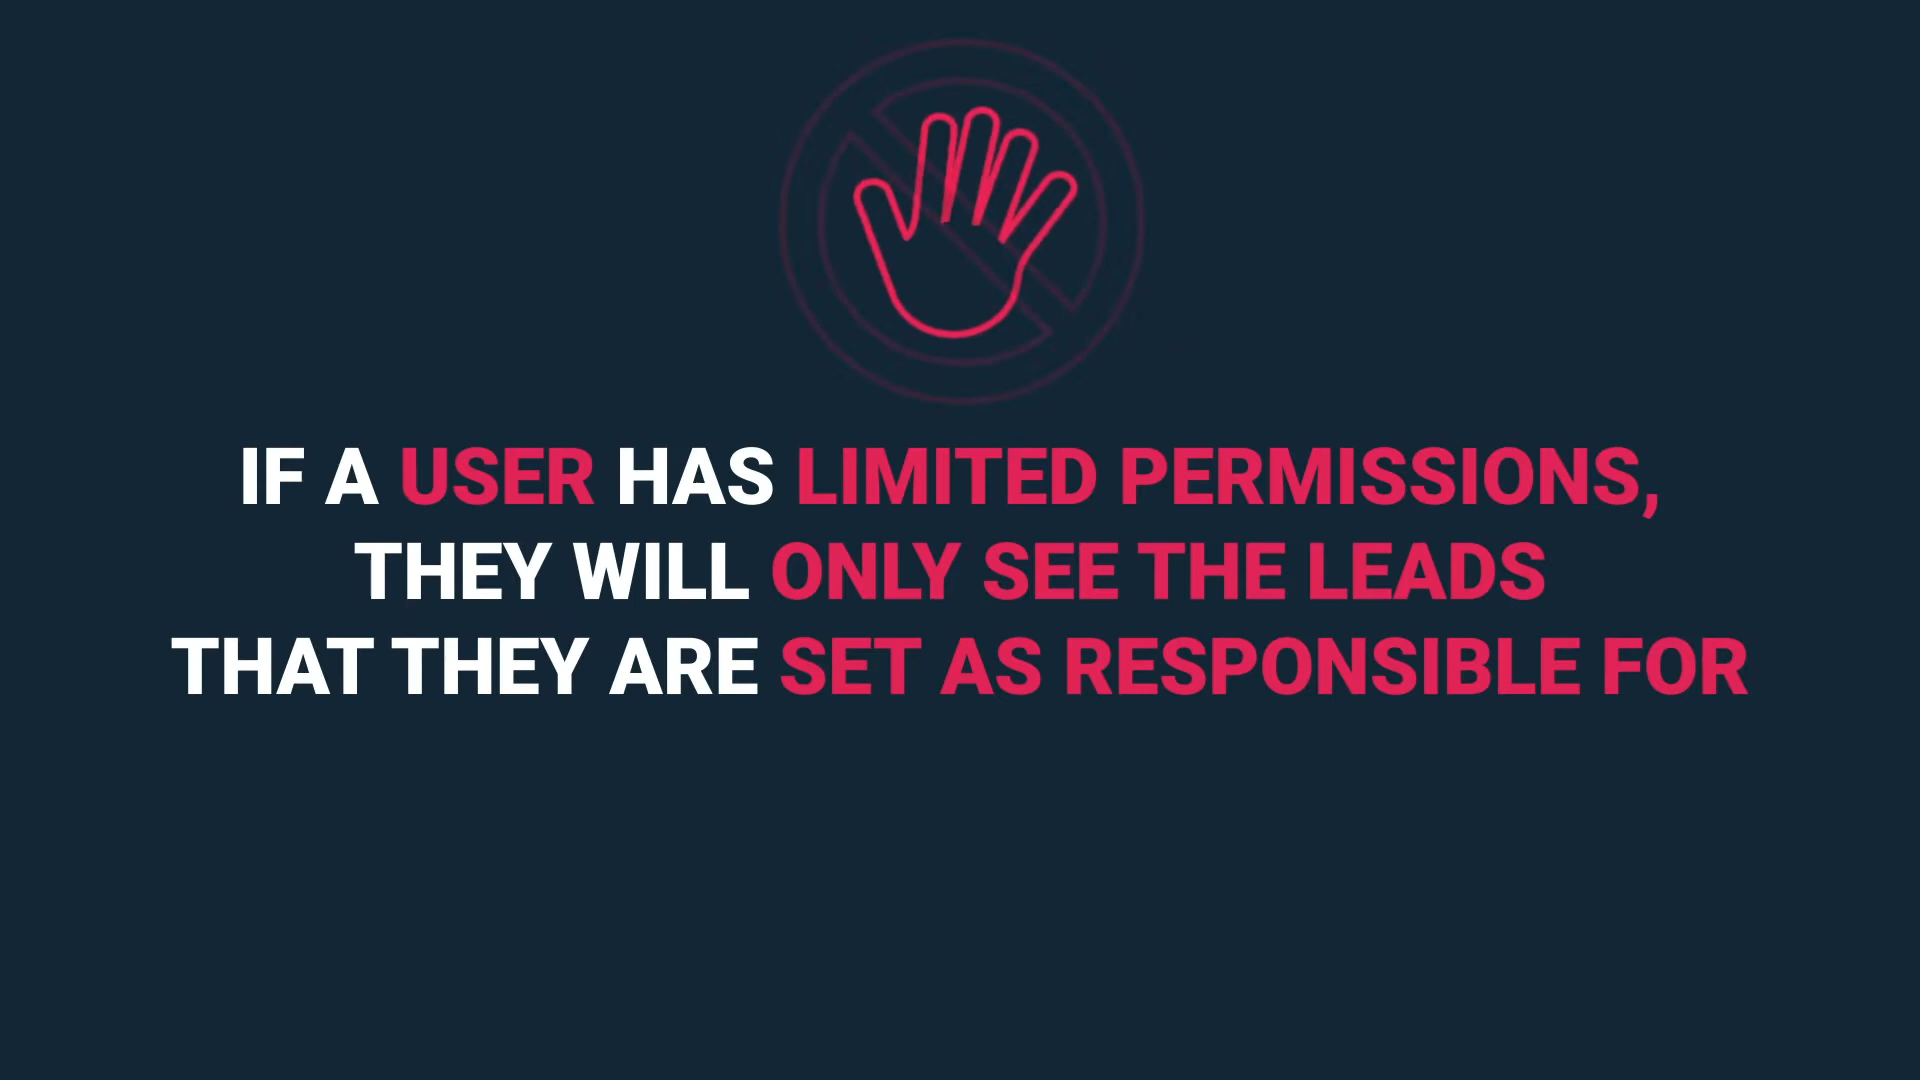 IF A USER HAS LIMITED PERMISSIONS,
THEY WILL ONLY SEE THE LEADS
THAT THEY ARE SET AS RESPONSIBLE FOR